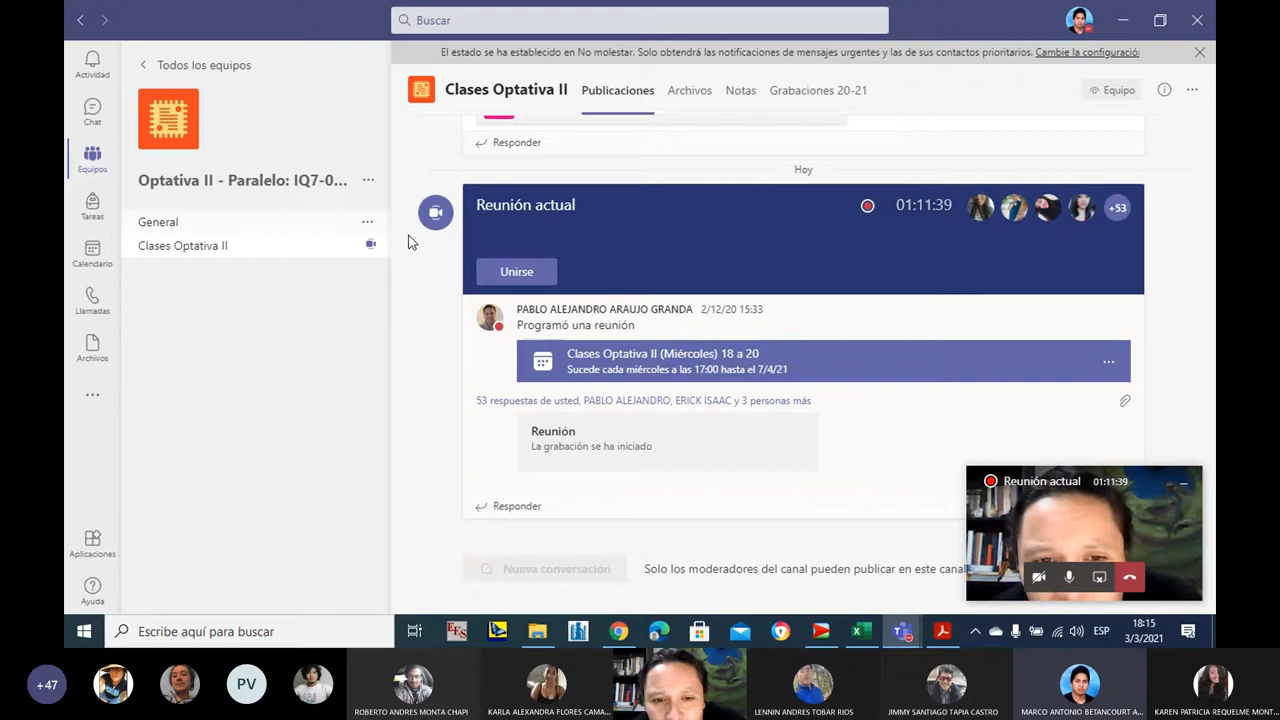 Buscar
El estado se ha establecido en No molestar. Solo obtendrá las notificaciones de mensajes urgentes y las de sus contactos prioritarios. Cambie la configuració
Actividad
Chat
Equipos
Tareas
Calendario
Llamadas
Archivos
Aplicaciones
Ayuda
Todos los equipos
Optativa II - Paralelo: IQ7-0...
General
Clases Optativa II
Clases Optativa II
Publicaciones
Archivos
Notas
Grabaciones 20-21
Equipo
Responder
Hoy
Reunión actual
01:11:39
+53
Unirse
PABLO ALEJANDRO ARAUJO GRANDA 2/12/20 15:33
Programó una reunión
Clases Optativa II (Miércoles) 18 a 20
Sucede cada miércoles a las 17:00 hasta el 7/4/21
53 respuestas de usted, PABLO ALEJANDRO, ERICK ISAAC y 3 personas más
Reunión
La grabación se ha iniciado
Responder
Nueva conversación
Solo los moderadores del canal pueden publicar en este canal
Reunión actual 01:11:39
Escribe aquí para buscar
EES
ESP
18:15
3/3/2021
+47
PV
ROBERTO ANDRES MONTA CHAPI
KARLA ALEXANDRA FLORES CAMA...
LENNIN ANDRES TOBAR RIOS
JIMMY SANTIAGO TAPIA CASTRO
MARCO ANTONIO BETANCOURT A...
KAREN PATRICIA REQUELME MONT...